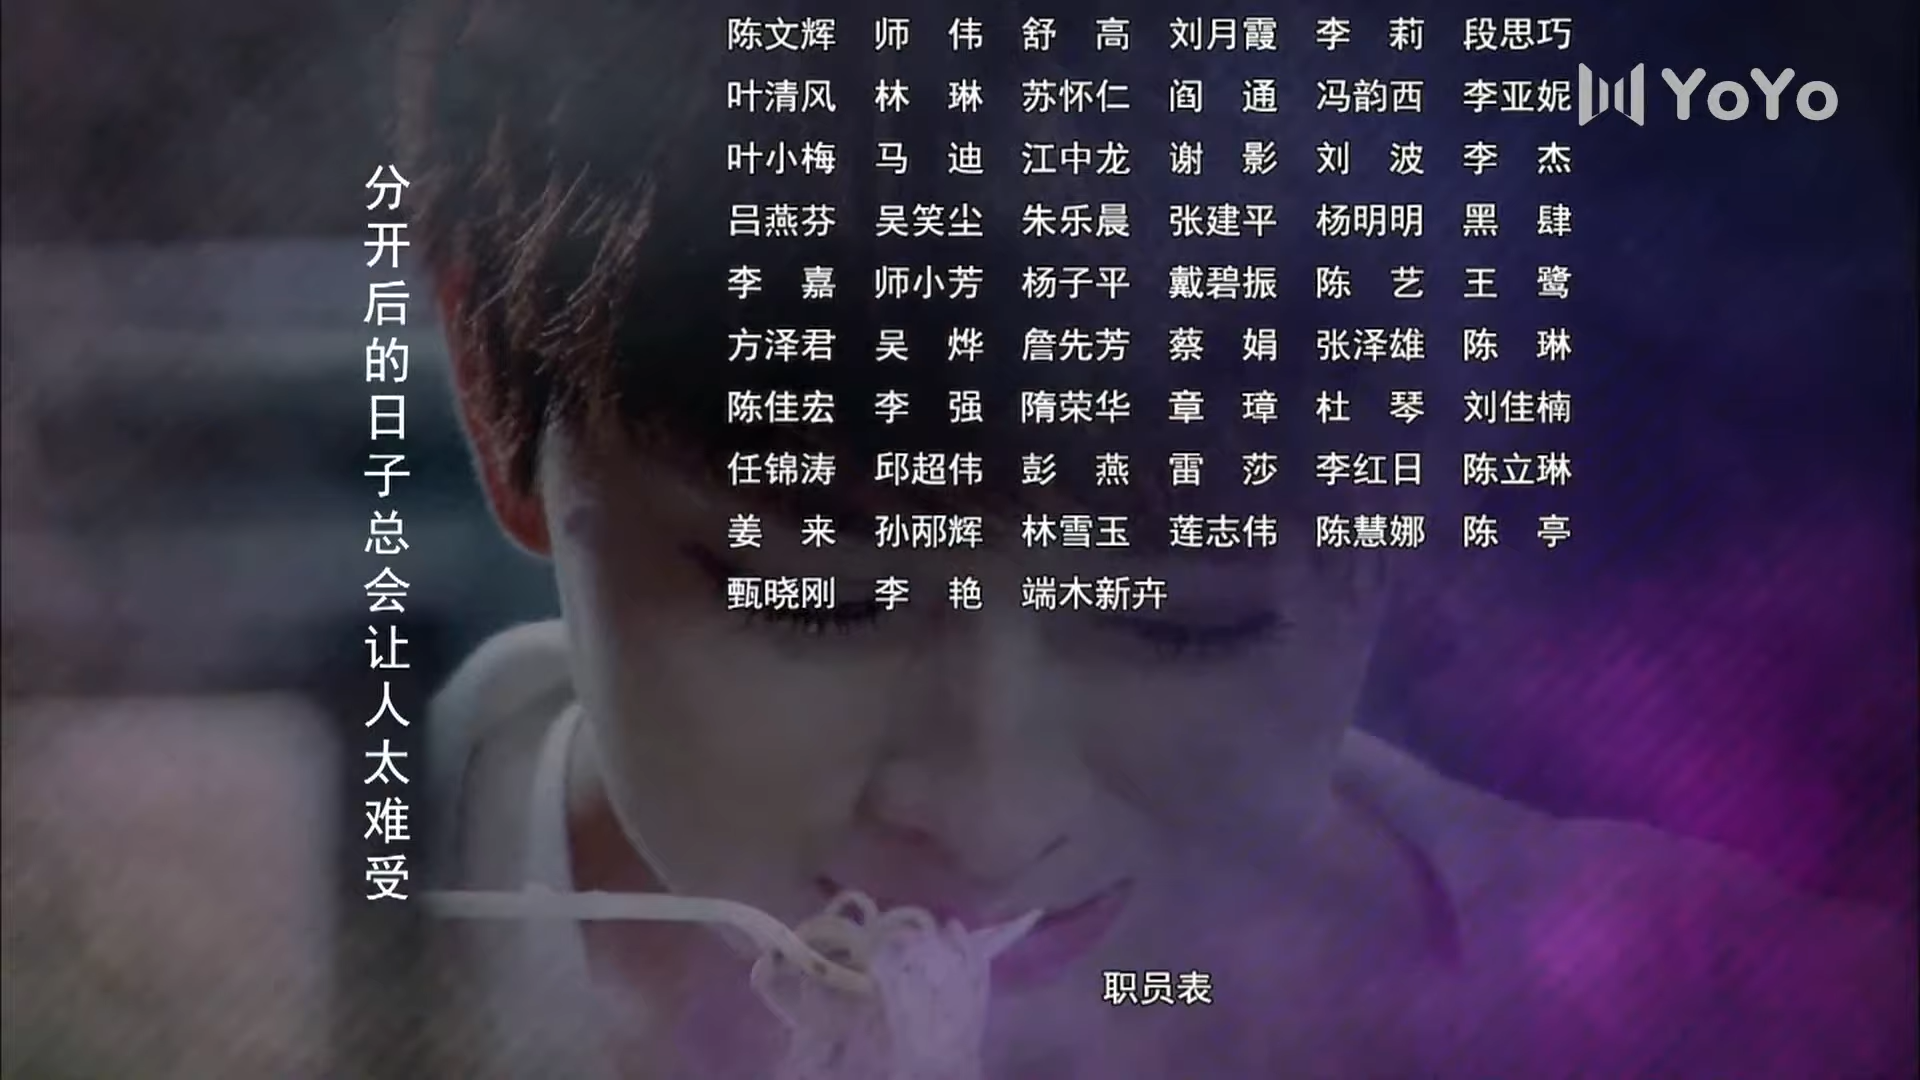 陈文辉 师 伟 舒 高 刘月霞 李 莉 段思巧
叶清风 林 琳 苏怀仁 阎 通 冯韵西 李亚妮
YoYo
叶小梅 马 迪 江中龙 谢 影 刘 波 李 杰
吕燕芬 吴笑尘 朱乐晨 张建平 杨明明 黑 肆
李 嘉 师小芳 杨子平 戴碧振 陈 艺 王 鹭
方泽君 吴 烨 詹先芳 蔡 娟 张泽雄 陈 琳
陈佳宏 李 强 隋荣华 章 璋 杜 琴 刘佳楠
任锦涛 邱超伟 彭 燕 雷 莎 李红日 陈立琳
姜 来 孙邴辉 林雪玉 莲志伟 陈慧娜 陈 亭
甄晓刚 李 艳 端木新卉
分开后的日子总会让人太难受
职员表